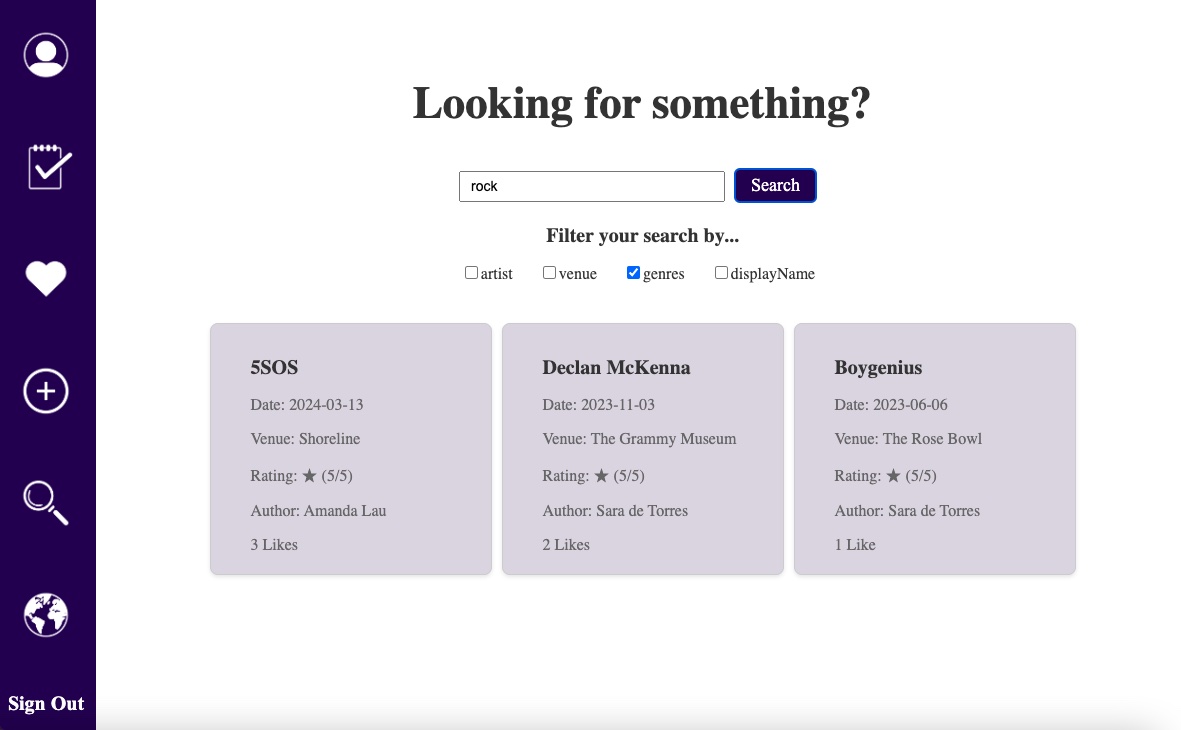 Looking for something?
rock
Search
Filter your search by...
artist venue genres displayName
5SOS
Date: 2024-03-13
Venue: Shoreline
Rating: ★ (5/5)
Author: Amanda Lau
3 Likes
Declan McKenna
Date: 2023-11-03
Venue: The Grammy Museum
Rating: ★ (5/5)
Author: Sara de Torres
2 Likes
Boygenius
Date: 2023-06-06
Venue: The Rose Bowl
Rating: ★ (5/5)
Author: Sara de Torres
1 Like
Sign Out